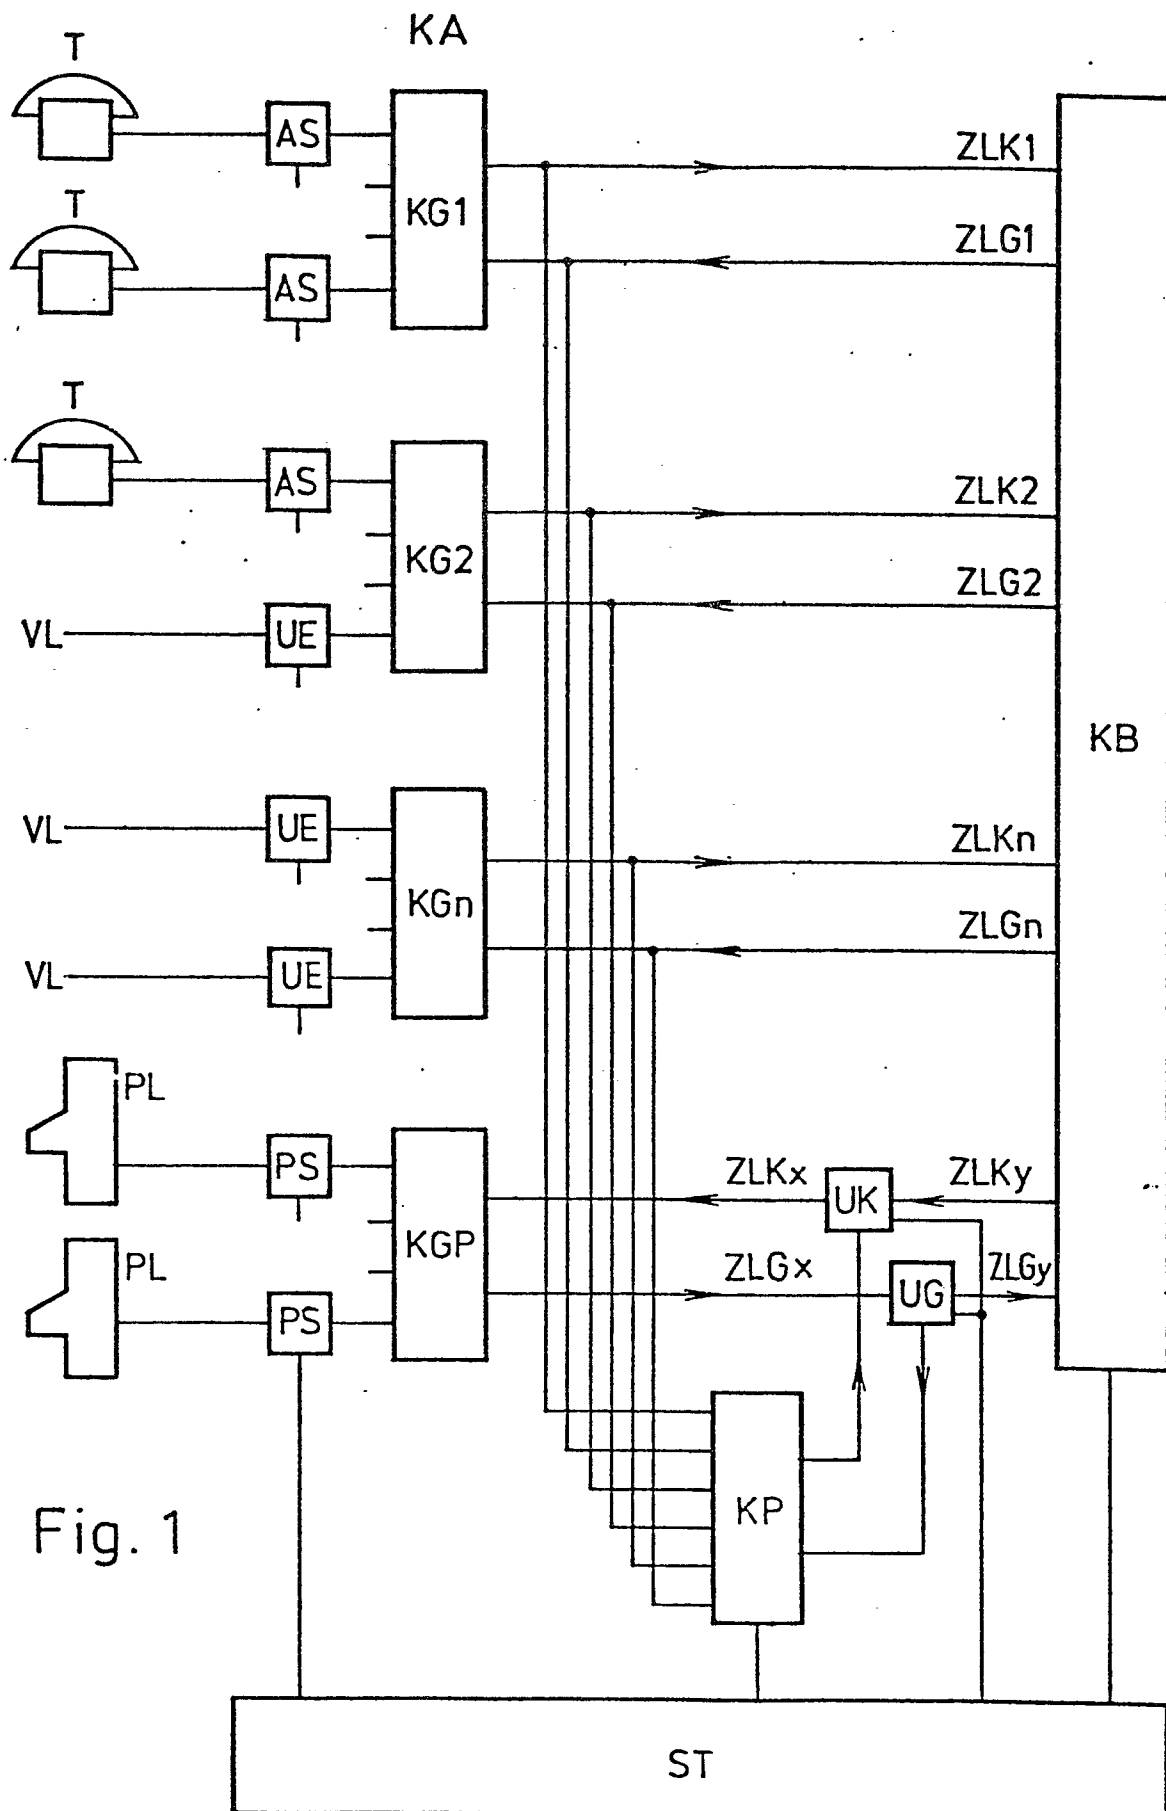 KA
T
AS
ZLK1
T
KG1
ZLG1
AS
T
AS
ZLK2
KG2
ZLG2
VL
UE
KB
VL
UE
ZLKn
KGn
ZLGn
VL
UE
PL
PS
ZLKx
UK
ZLKy
KGP
PL
ZLGx
UG
ZLGy
PS
KP
Fig. 1
ST